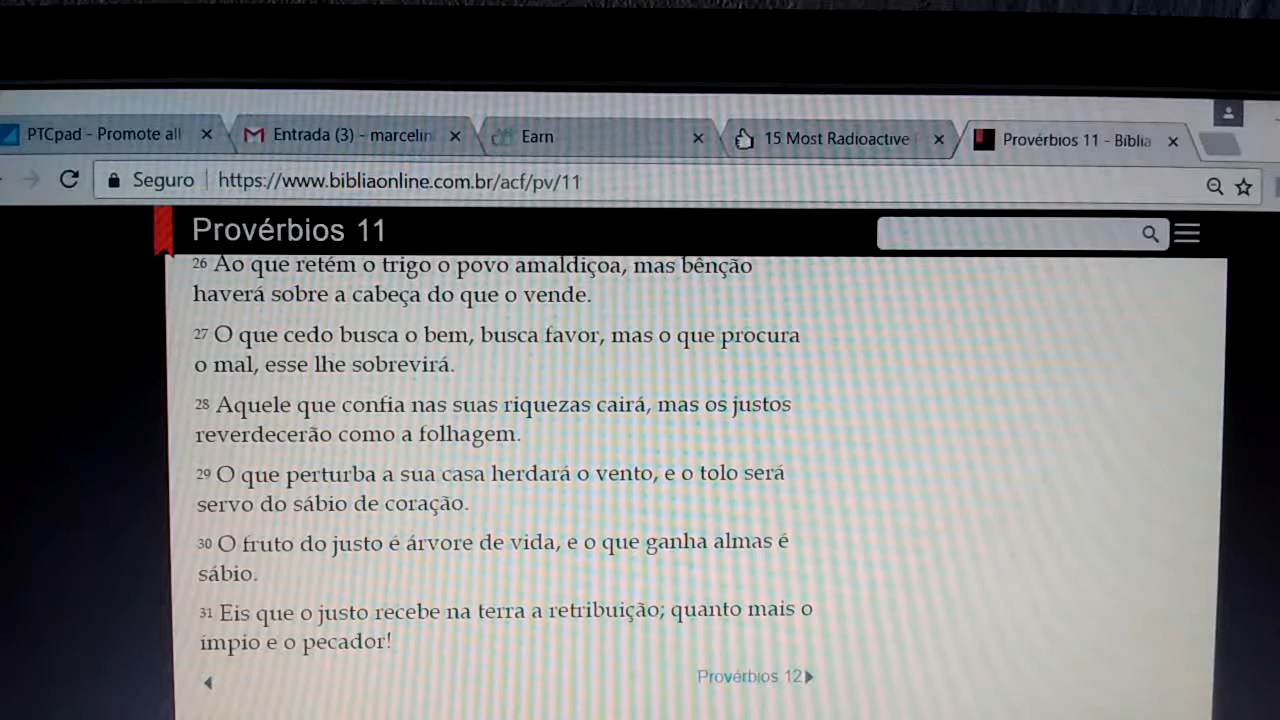 PTCpad - Promote all
Entrada (3) - marcelin
Earn
15 Most Radioactive
Provérbios 11 - Bíblia
Seguro
https://www.bibliaonline.com.br/acf/pv/11
Provérbios 11
26 Ao que retém o trigo o povo amaldiçoa, mas bênção
haverá sobre a cabeça do que o vende.
27 O que cedo busca o bem, busca favor, mas o que procura
o mal, esse lhe sobrevirá.
28 Aquele que confia nas suas riquezas cairá, mas os justos
reverdecerão como a folhagem.
29 O que perturba a sua casa herdará o vento, e o tolo será
servo do sábio de coração.
30 O fruto do justo é árvore de vida, e o que ganha almas é
sábio.
31 Eis que o justo recebe na terra a retribuição; quanto mais o
ímpio e o pecador!
Provérbios 12